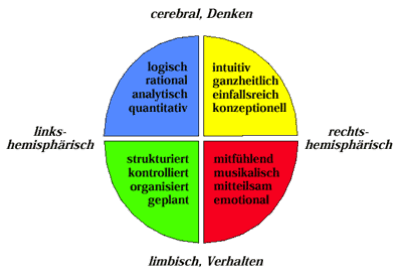 cerebral, Denken
logisch
rational
analytisch
quantitativ
intuitiv
ganzheitlich
einfallsreich
konzeptionell
links-
hemisphärisch
rechts-
hemisphärisch
strukturiert
kontrolliert
organisiert
geplant
mitfühlend
musikalisch
mitteilsam
emotional
limbisch, Verhalten